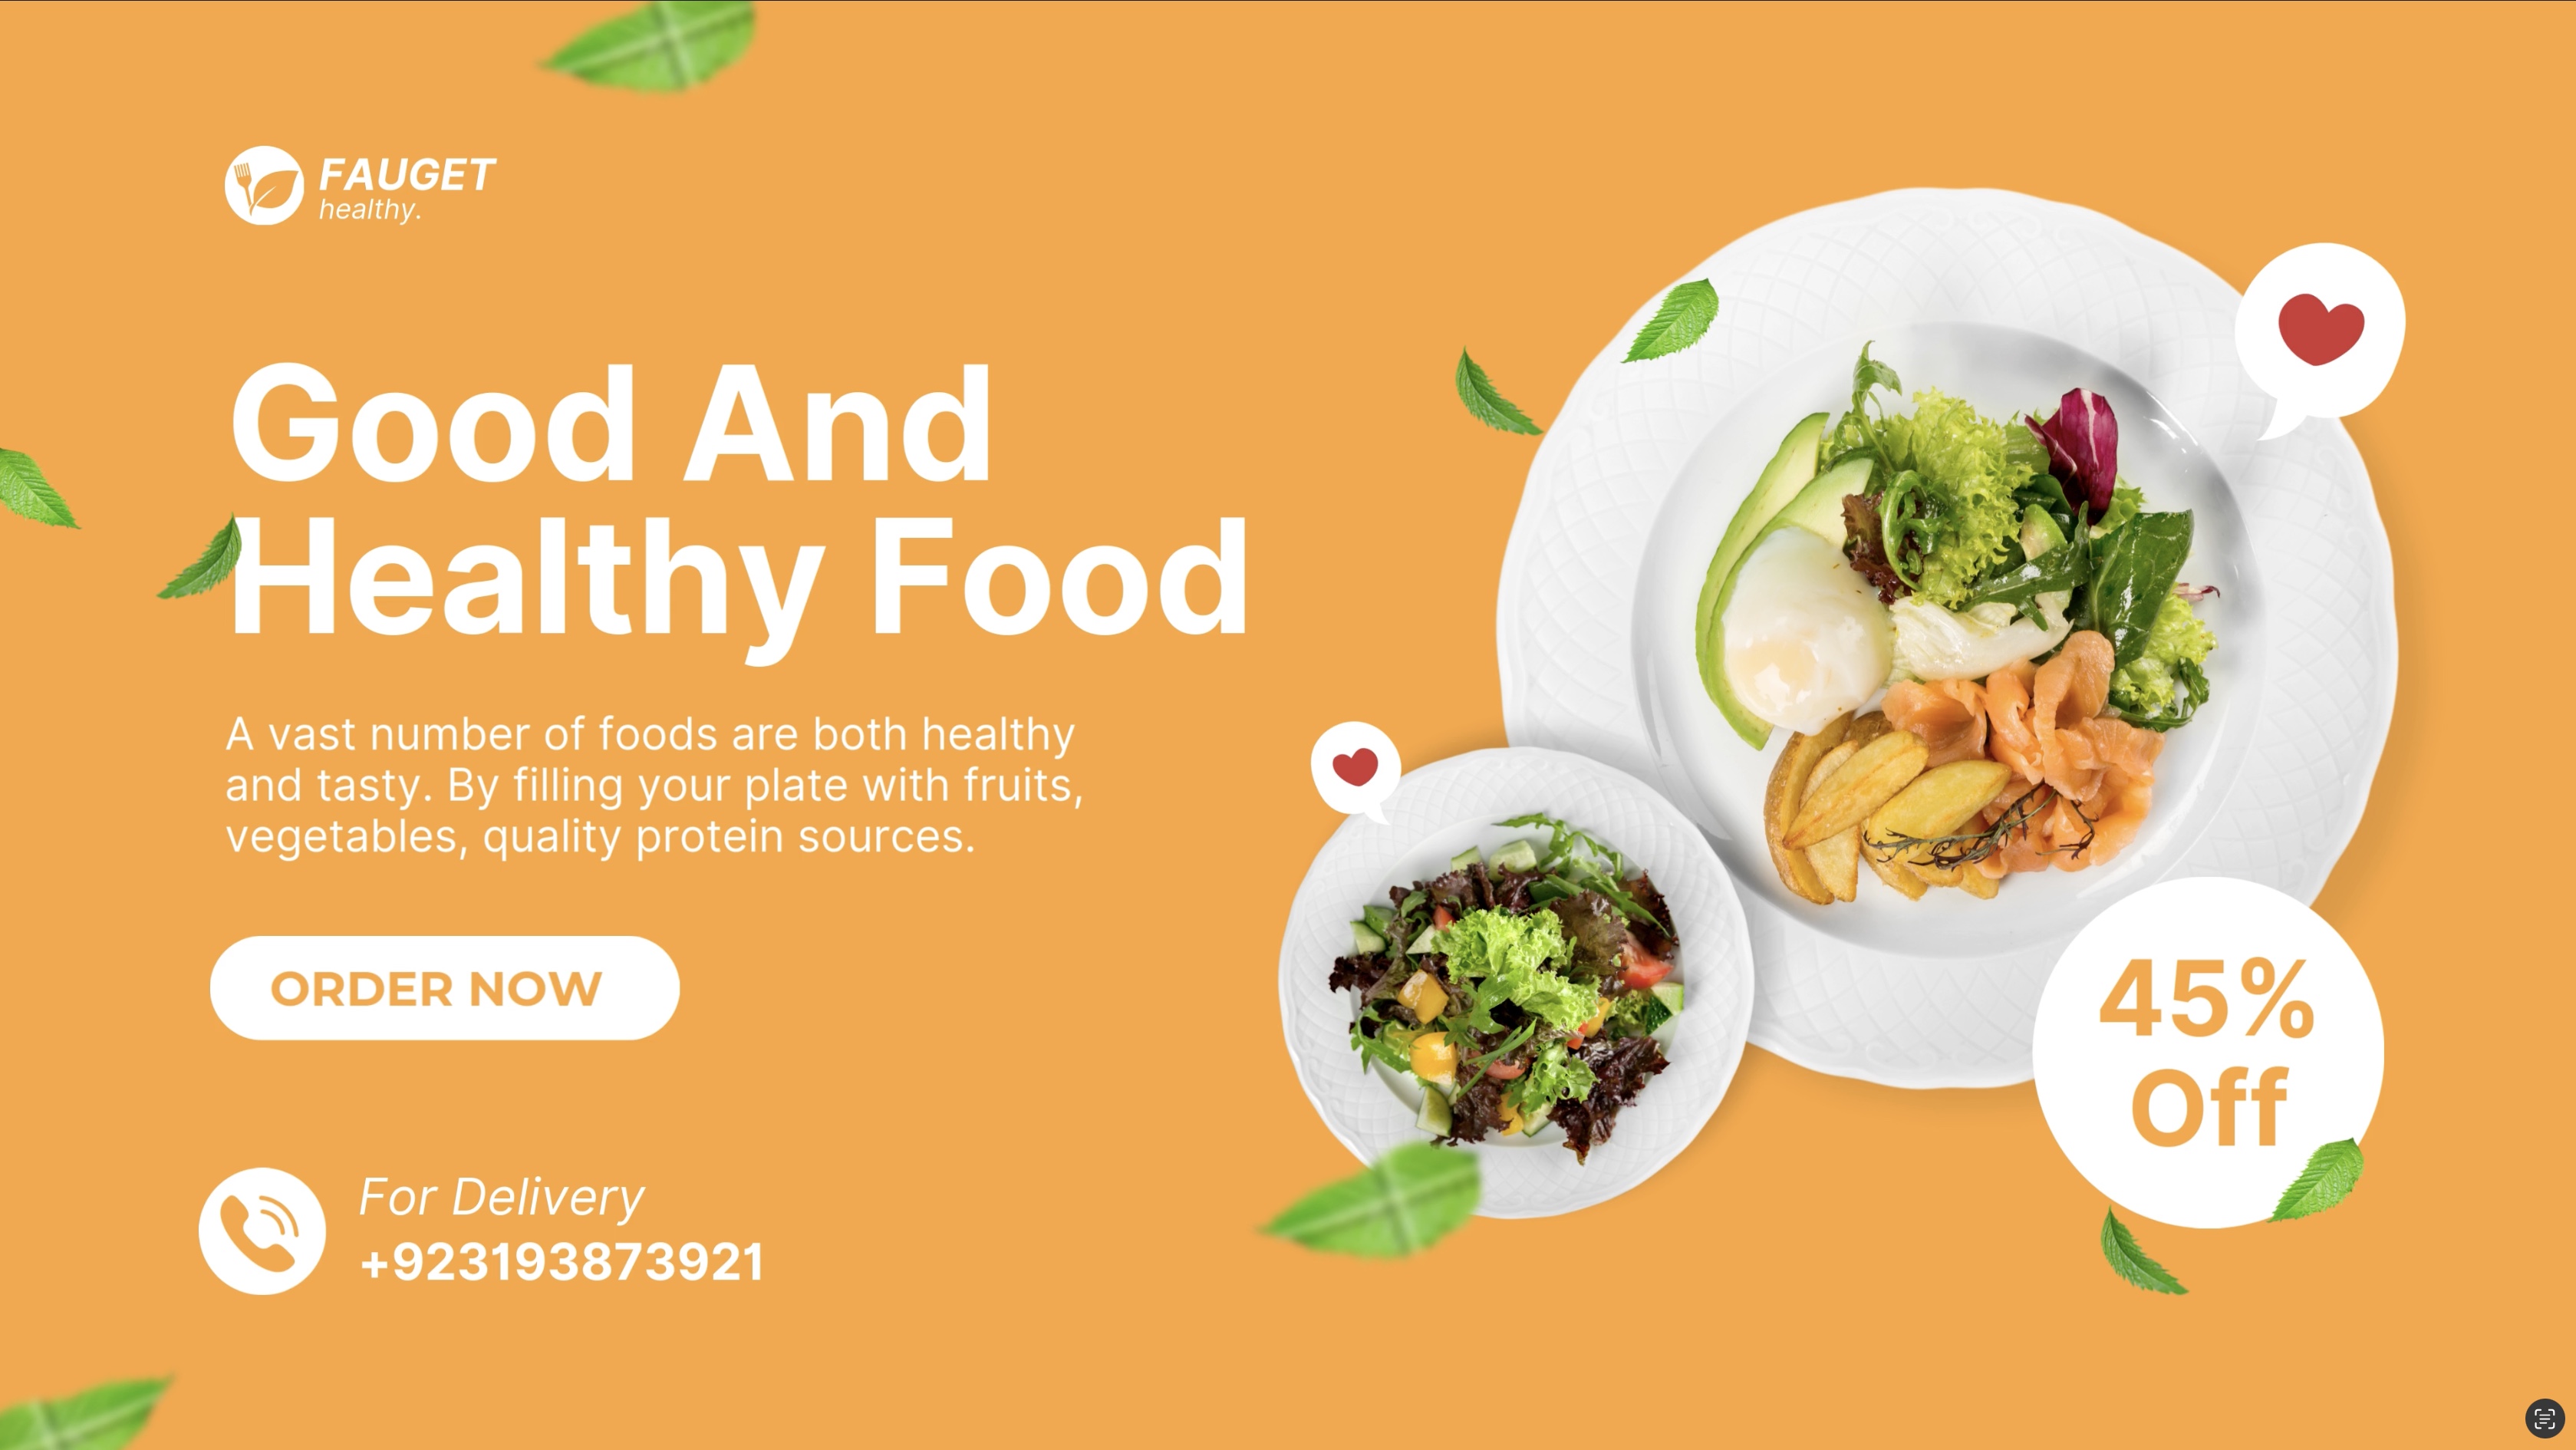 FAUGET
healthy.
Good And
Healthy Food
A vast number of foods are both healthy
and tasty. By filling your plate with fruits,
vegetables, quality protein sources.
ORDER NOW
For Delivery
+923193873921
45%
Off